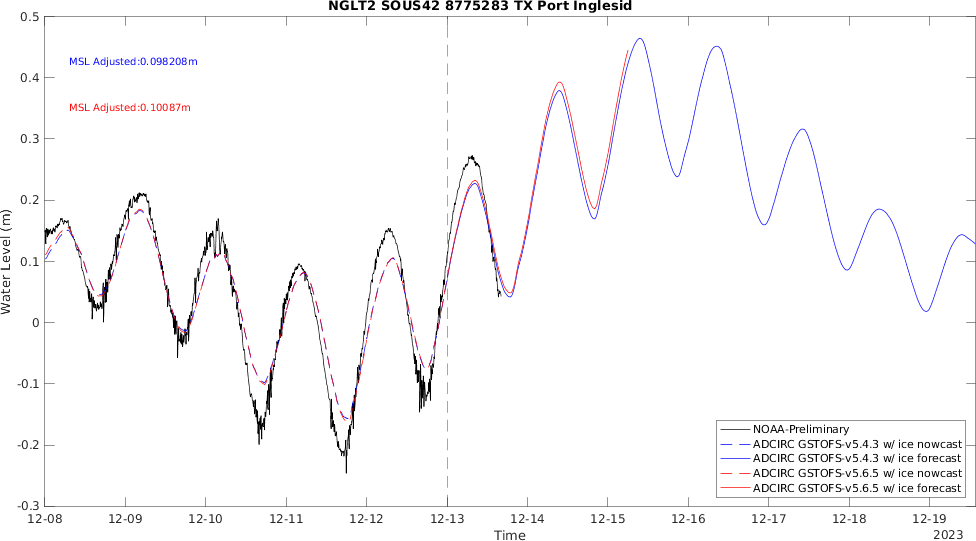 NGLT2 SOUS42 8775283 TX Port Inglesid
MSL Adjusted:0.098208m
MSL Adjusted:0.10087m
Water Level (m)
0.5
0.4
0.3
0.2
0.1
0
-0.1
-0.2
-0.3
NOAA-Preliminary
ADCIRC GSTOFS-v5.4.3 w/ ice nowcast
ADCIRC GSTOFS-v5.4.3 w/ ice forecast
ADCIRC GSTOFS-v5.6.5 w/ ice nowcast
ADCIRC GSTOFS-v5.6.5 w/ ice forecast
12-08 12-09 12-10 12-11 12-12 12-13 12-14 12-15 12-16 12-17 12-18 12-19
Time
2023